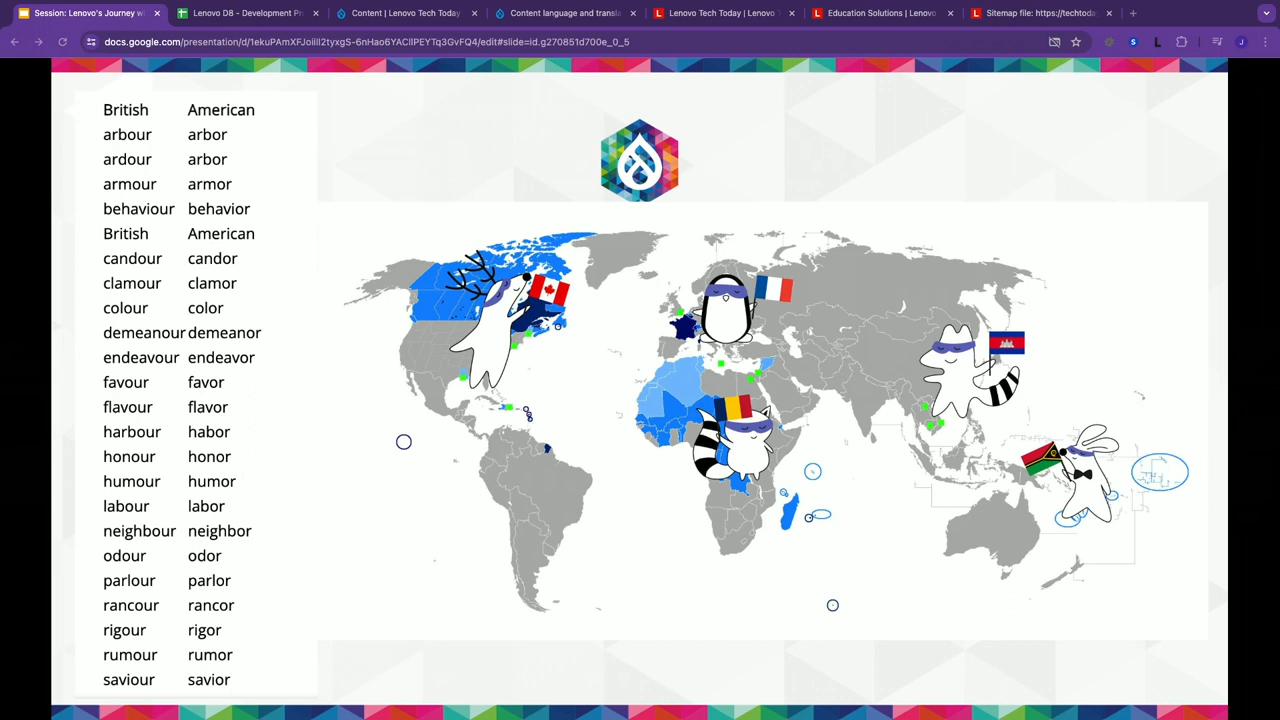 Session: Lenovo's Journey w
Lenovo D8 - Development Pr
Content | Lenovo Tech Today
Content language and transla
Lenovo Tech Today | Lenovo
Education Solutions | Lenovo
Sitemap file: https://techtoda
docs.google.com/presentation/d/1ekuPAmXFJoiiIl2tyxgS-6nHao6YAClIPEYTq3GvFQ4/edit#slide=id.g270851d700e_0_5
British American
arbour arbor
ardour arbor
armour armor
behaviour behavior
British American
candour candor
clamour clamor
colour color
demeanour demeanor
endeavour endeavor
favour favor
flavour flavor
harbour habor
honour honor
humour humor
labour labor
neighbour neighbor
odour odor
parlour parlor
rancour rancor
rigour rigor
rumour rumor
saviour savior